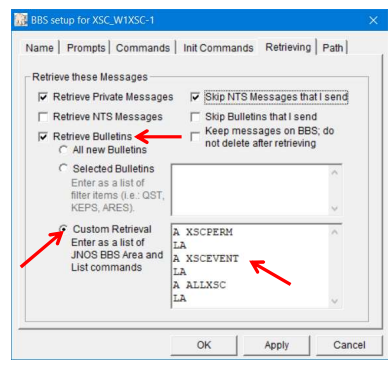 BBS setup for XSC_W1XSC-1
Name Prompts Commands Init Commands Retrieving Path
Retrieve these Messages
Retrieve Private Messages
Skip NTS Messages that I send
Retrieve NTS Messages
Skip Bulletins that I send
Retrieve Bulletins
Keep messages on BBS; do
not delete after retrieving
All new Bulletins
Selected Bulletins
Enter as a list of
filter items (i.e.: QST,
KEPS, ARES).
Custom Retrieval
Enter as a list of
JNOS BBS Area and
List commands
A XSCPERM
LA
A XSCEVENT
LA
A ALLXSC
LA
OK Apply Cancel